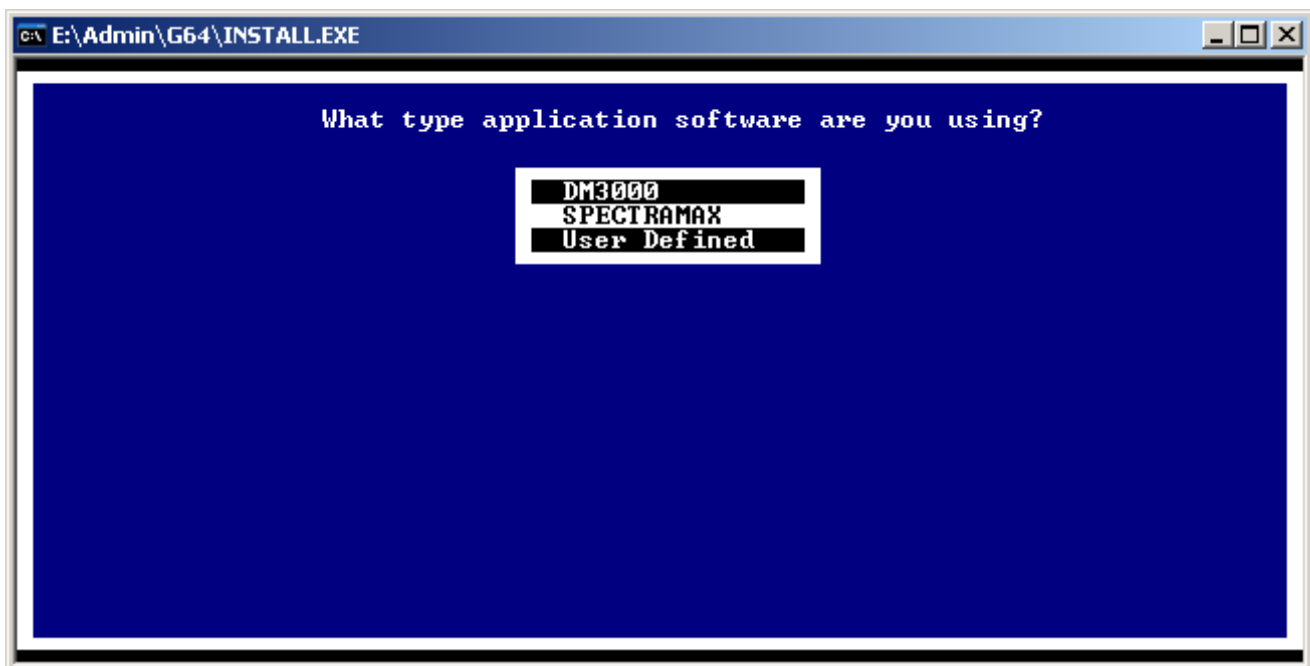 E:\Admin\G64\INSTALL.EXE
What type application software are you using?
DM3000
SPECTRAMAX
User Defined